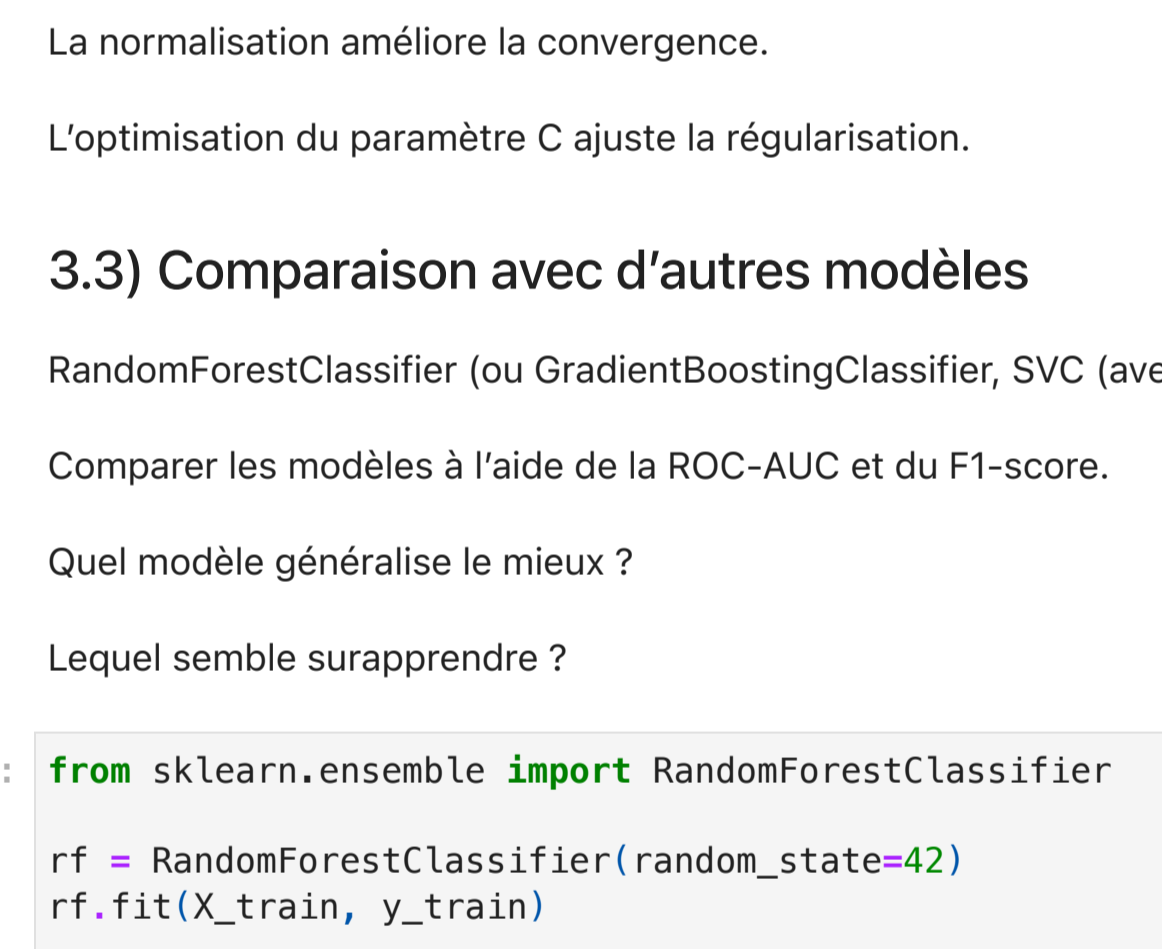 La normalisation améliore la convergence.
L’optimisation du paramètre C ajuste la régularisation.
3.3) Comparaison avec d’autres modèles
RandomForestClassifier (ou GradientBoostingClassifier, SVC
Comparer les modèles à l’aide de la ROC-AUC et du F1-score.
Quel modèle généralise le mieux ?
Lequel semble surapprendre ?
from sklearn.ensemble import RandomForestClassifier
rf = RandomForestClassifier(random_state=42)
rf.fit(X_train, y_train)